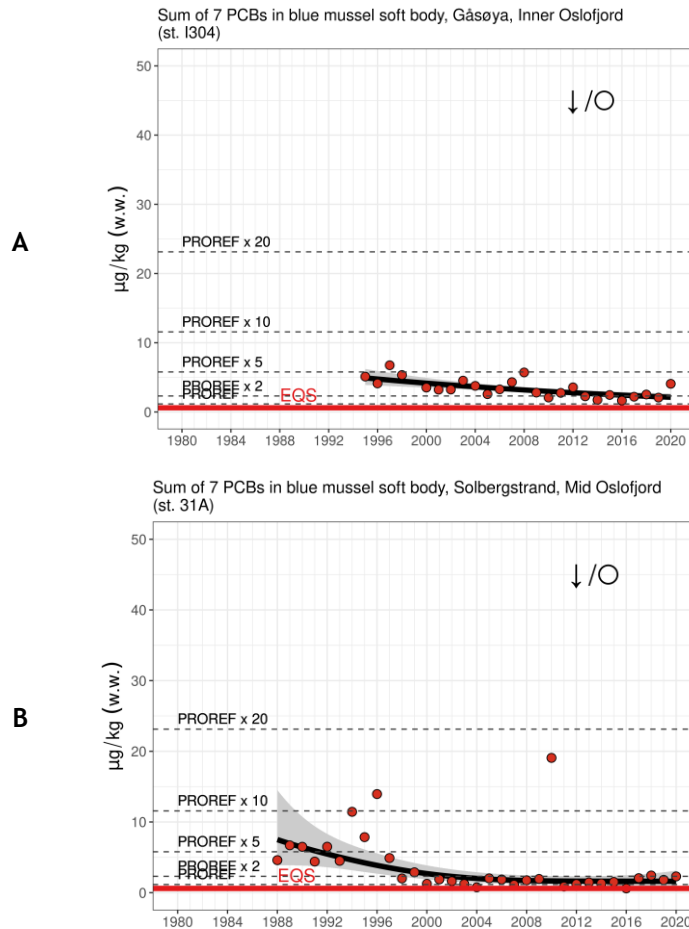 Sum of 7 PCBs in blue mussel soft body, Gåsøya, Inner Oslofjord
(st. I304)
50
↓/○
40
A
µg/kg (w.w.)
30
PROREF x 20
20
PROREF x 10
10
PROREF x 5
PROREF x 2
PROREF
EQS
0
1980 1984 1988 1992 1996 2000 2004 2008 2012 2016 2020
Sum of 7 PCBs in blue mussel soft body, Solbergstrand, Mid Oslofjord
(st. 31A)
50
↓/○
40
B
µg/kg (w.w.)
30
PROREF x 20
20
PROREF x 10
10
PROREF x 5
PROREF x 2
PROREF
EQS
0
1980 1984 1988 1992 1996 2000 2004 2008 2012 2016 2020